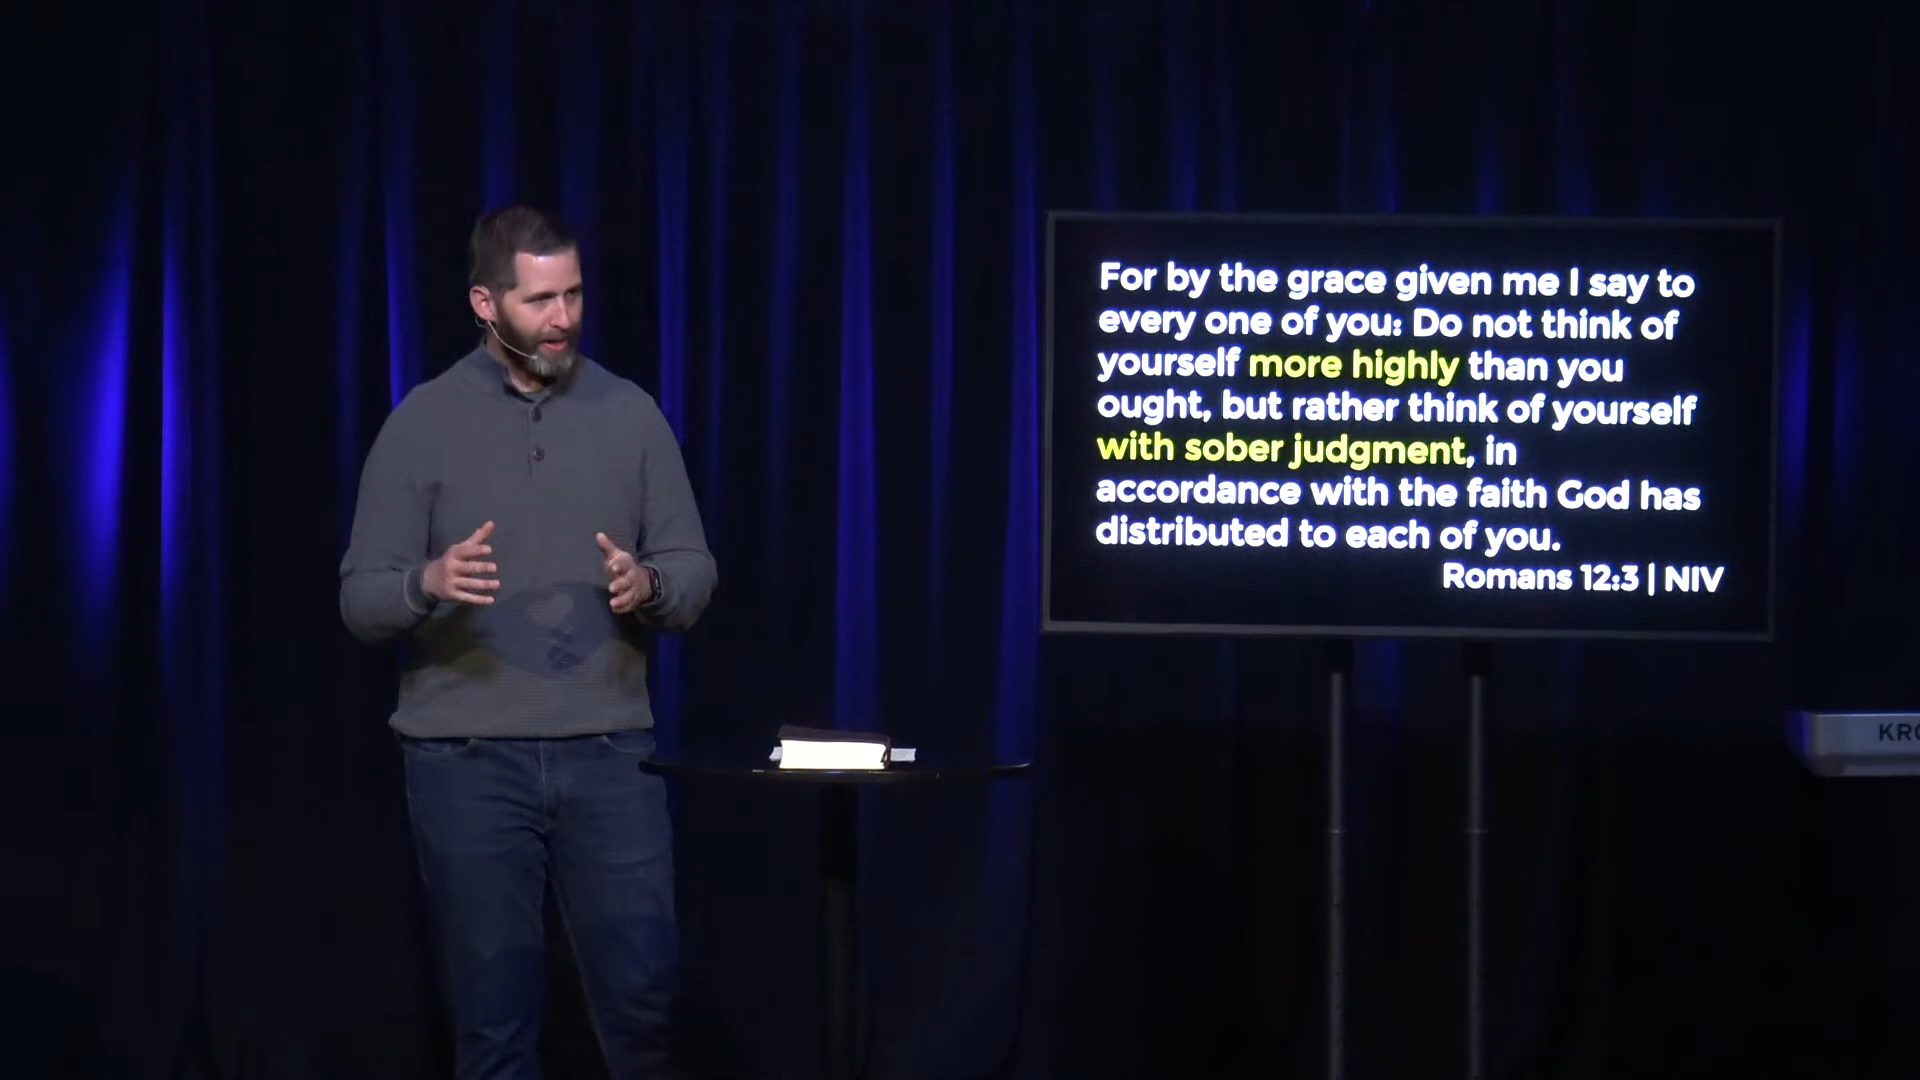 For by the grace given me I say to
every one of you: Do not think of
yourself more highly than you
ought, but rather think of yourself
with sober judgment, in
accordance with the faith God has
distributed to each of you.
Romans 12:3 | NIV
KRO